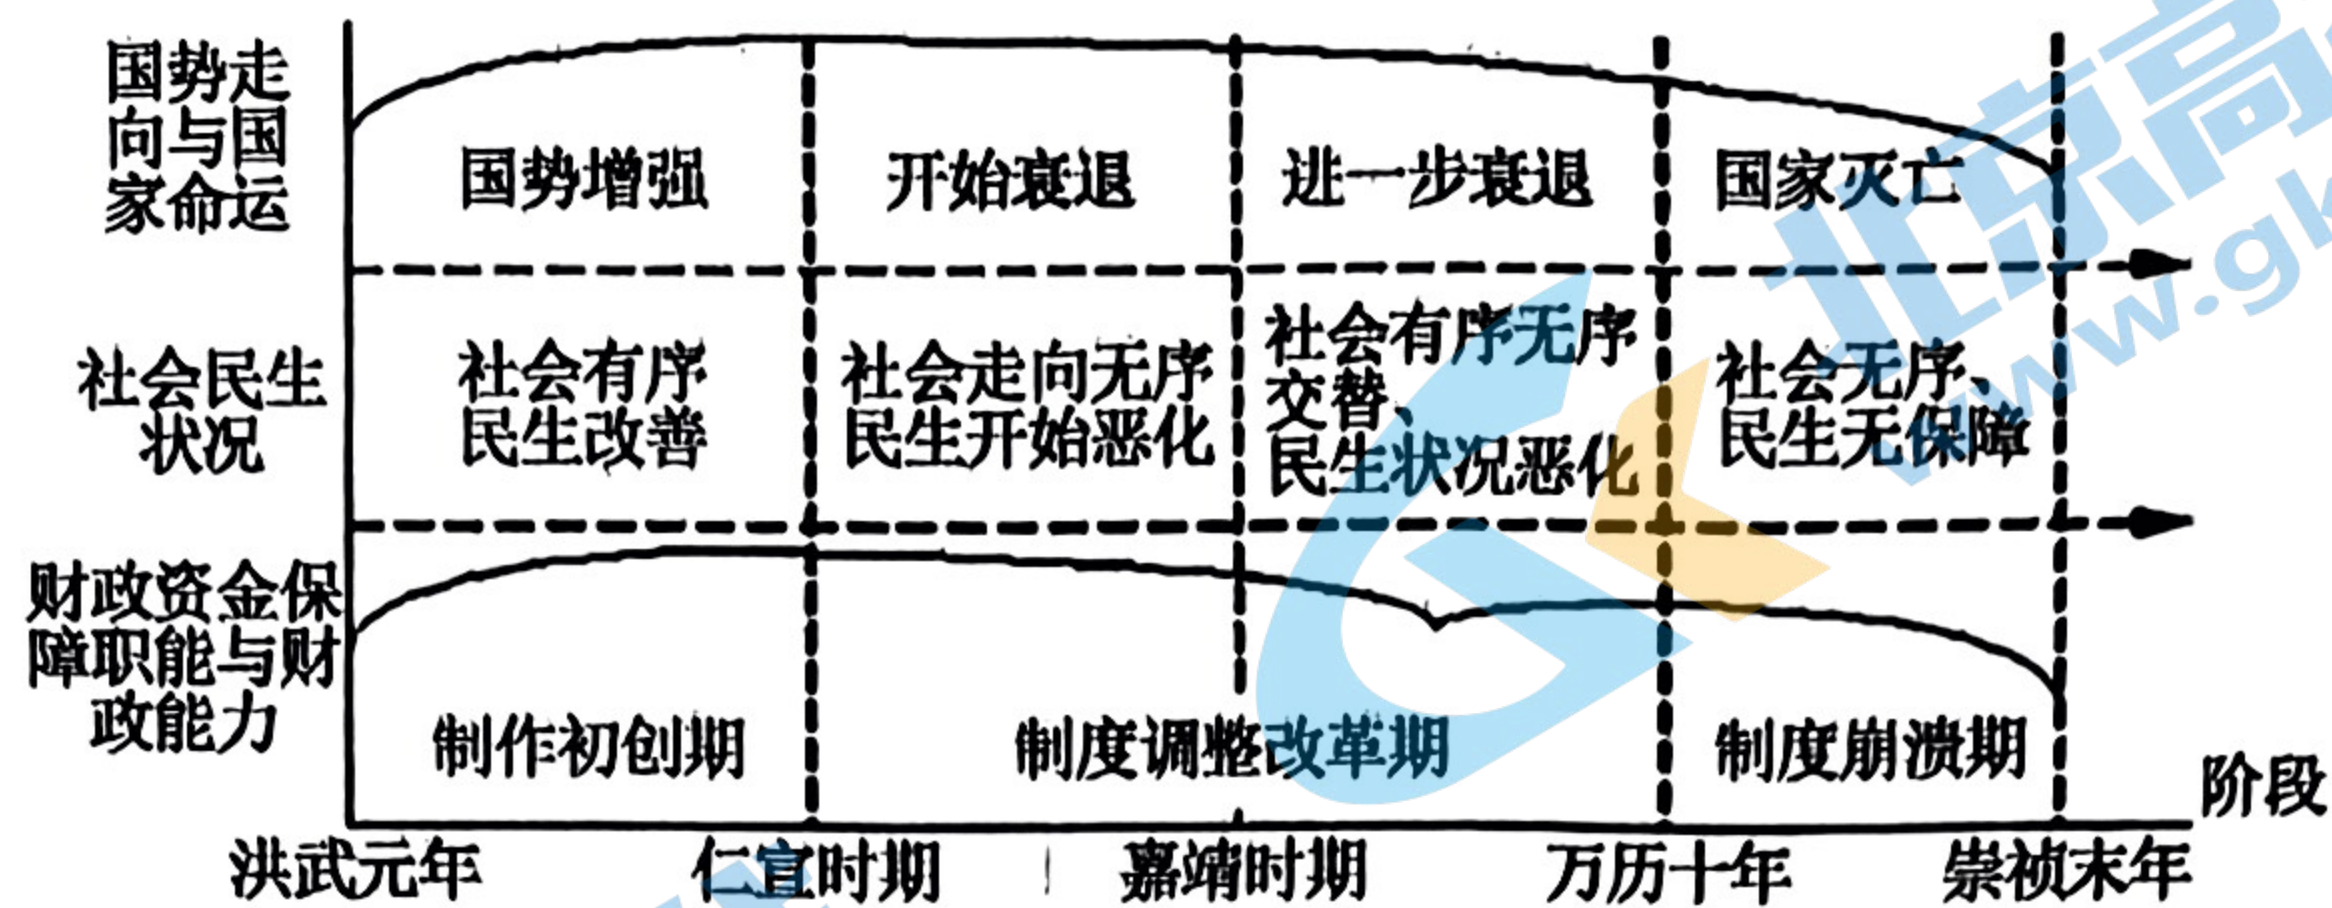 国势走
向与国
家命运
国势增强
开始衰退
进一步衰退
国家灭亡
社会民生
状况
社会有序
民生改善
社会走向无序
民生开始恶化
社会有序无序
交替、
民生状况恶化
社会无序、
民生无保障
财政资金保
障职能与财
政能力
制作初创期
制度调整改革期
制度崩溃期
阶段
洪武元年
仁宣时期
嘉靖时期
万历十年
崇祯末年
北京高
www.gk